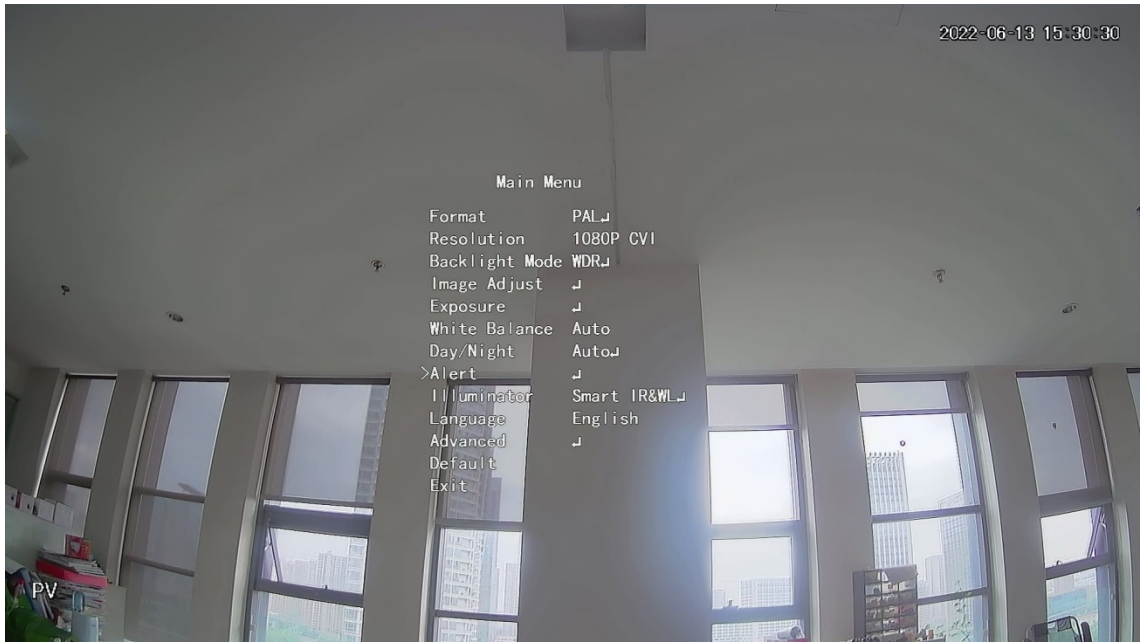 2022-06-13 15:30:30
Main Menu
Format PAL↵
Resolution 1080P CVI
Backlight Mode WDR↵
Image Adjust ↵
Exposure ↵
White Balance Auto
Day/Night Auto↵
>Alert ↵
Illuminator Smart IR&WL↵
Language English
Advanced ↵
Default
Exit
PV